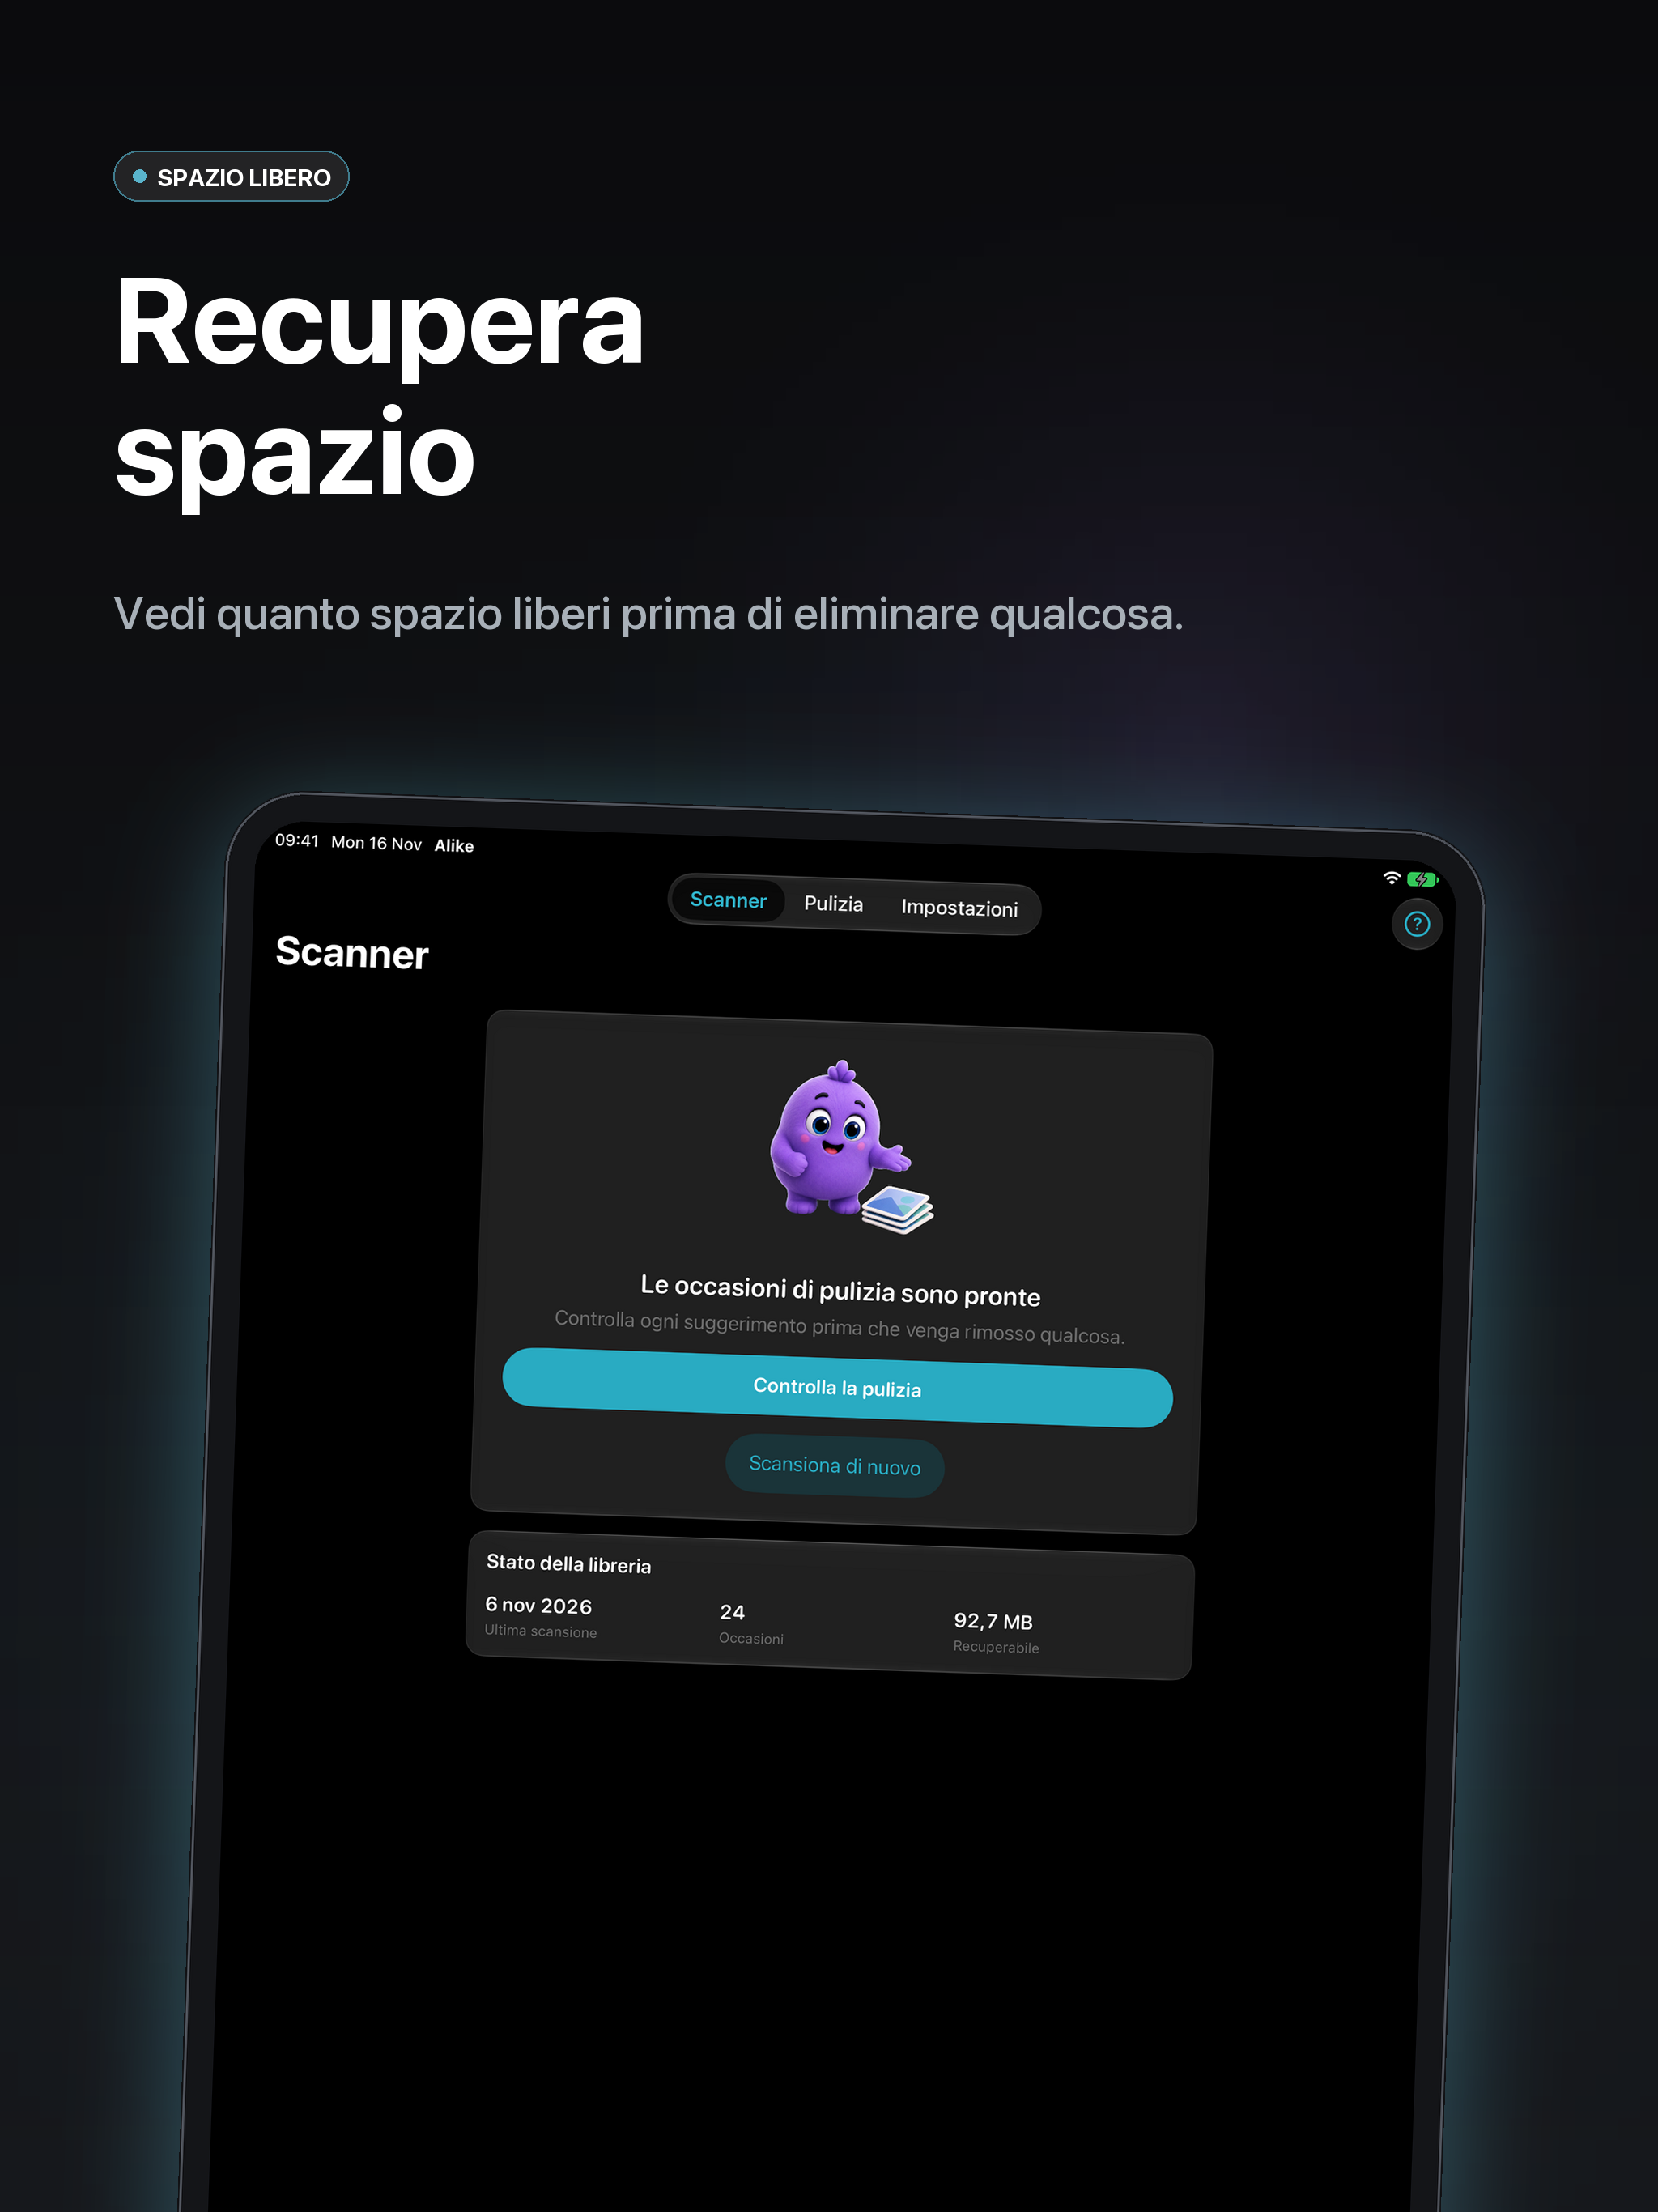 SPAZIO LIBERO
Recupera
spazio
Vedi quanto spazio liberi prima di eliminare qualcosa.
09:41 Mon 16 Nov Alike
Scanner Pulizia Impostazioni
?
Scanner
Le occasioni di pulizia sono pronte
Controlla ogni suggerimento prima che venga rimosso qualcosa.
Controlla la pulizia
Scansiona di nuovo
Stato della libreria
6 nov 2026 24 92,7 MB
Ultima scansione Occasioni Recuperabile